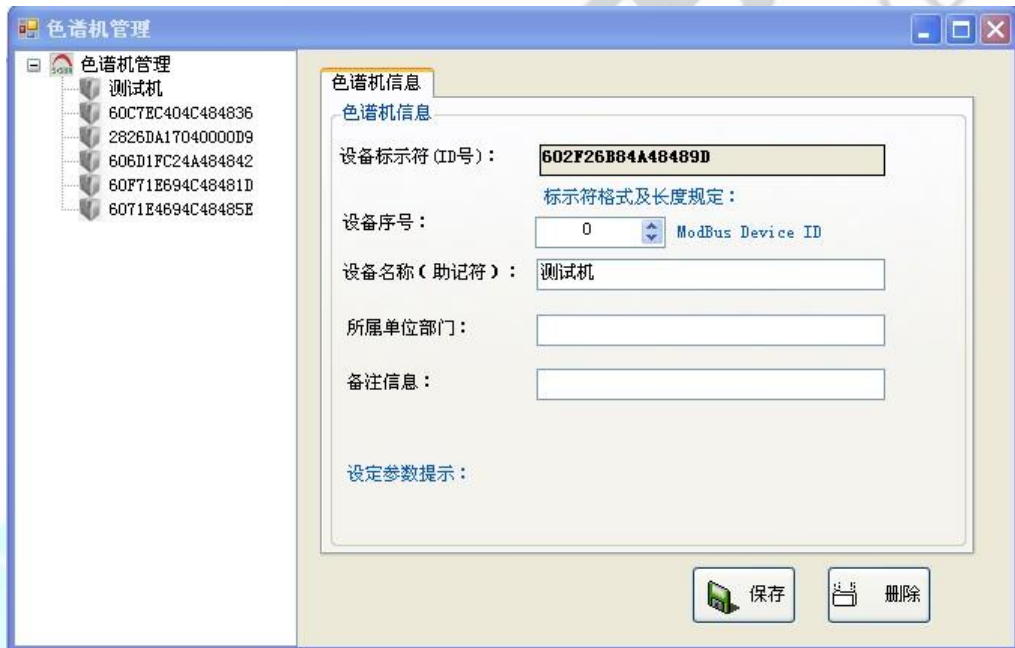 色谱机管理
色谱机管理
测试机
60C7EC404C484836
2826DA17040000D9
606D1FC24A484842
60F71E694C48481D
6071E4694C48485E
色谱机信息
色谱机信息
设备标示符(ID号)：
602F26B84A48489D
标示符格式及长度规定：
设备序号：
0
ModBus Device ID
设备名称(助记符)：
测试机
所属单位部门：
备注信息：
设定参数提示：
保存
删除